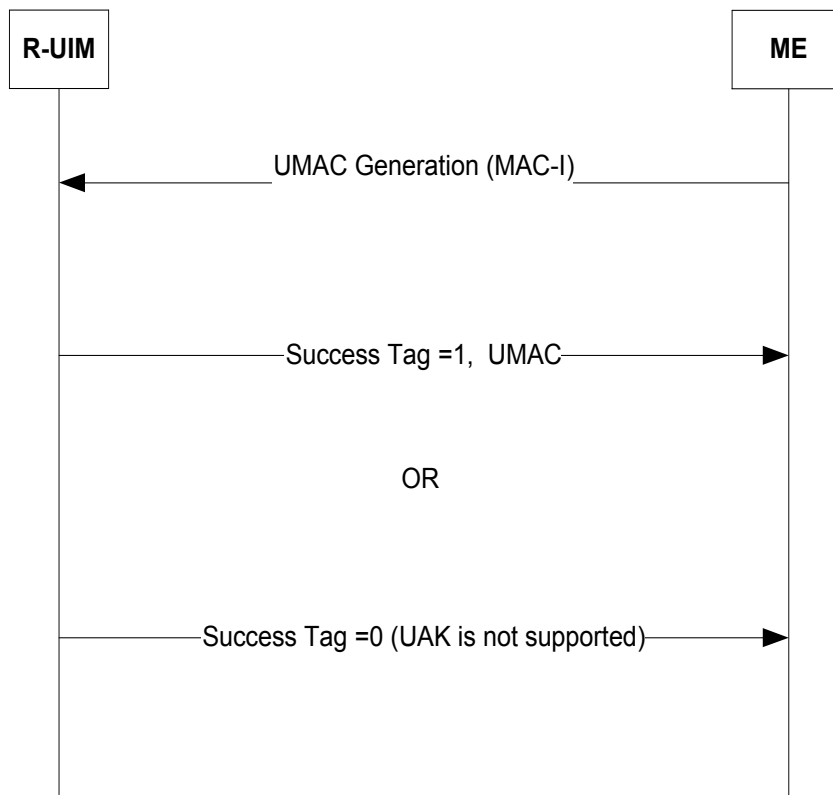 R-UIM
ME
UMAC Generation (MAC-I)
Success Tag =1, UMAC
OR
Success Tag =0 (UAK is not supported)